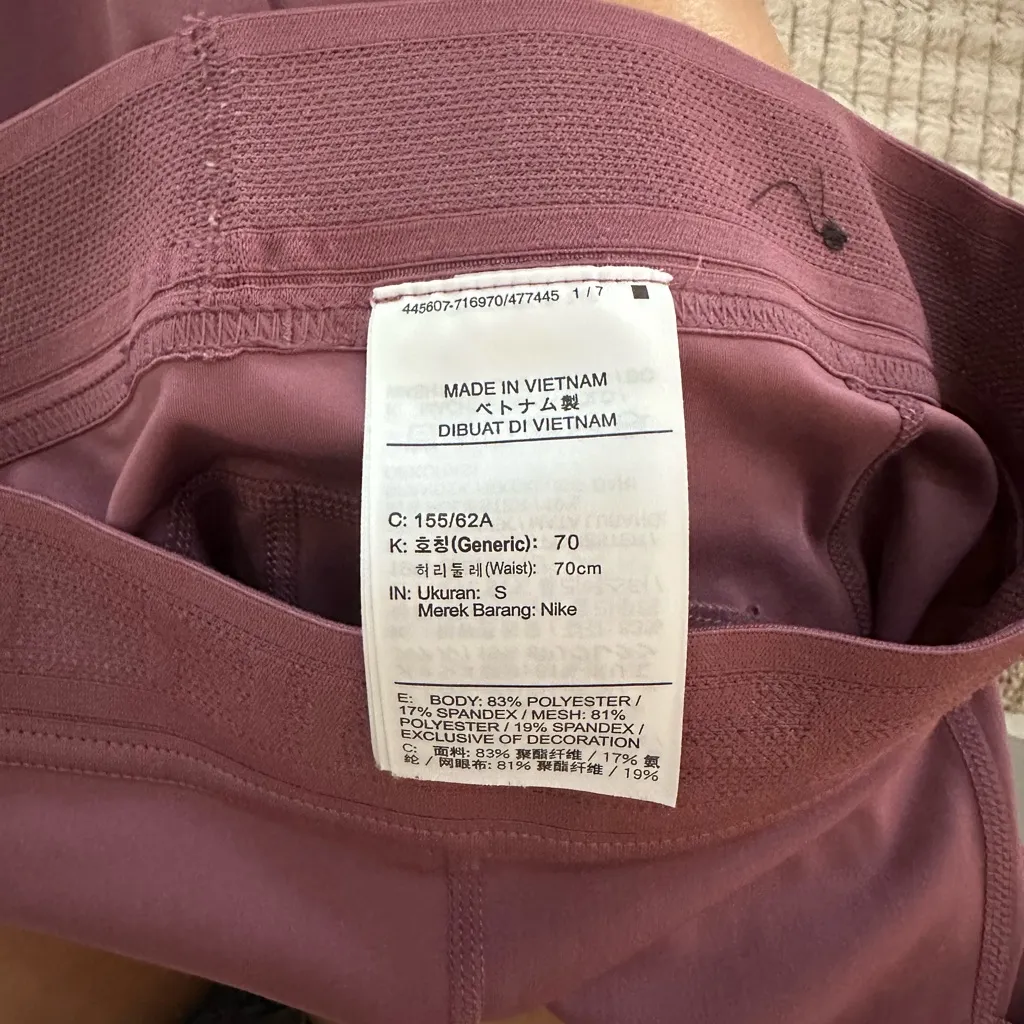 445607-716970/477445 1 / 7
MADE IN VIETNAM
ベトナム製
DIBUAT DI VIETNAM
C: 155/62A
K: 호칭(Generic): 70
허리둘레(Waist): 70cm
IN: Ukuran: S
Merek Barang: Nike
E: BODY: 83% POLYESTER /
17% SPANDEX / MESH: 81%
POLYESTER / 19% SPANDEX /
EXCLUSIVE OF DECORATION
C: 面料: 83% 聚酯纤维 / 17% 氨
纶 / 网眼布: 81% 聚酯纤维 / 19%